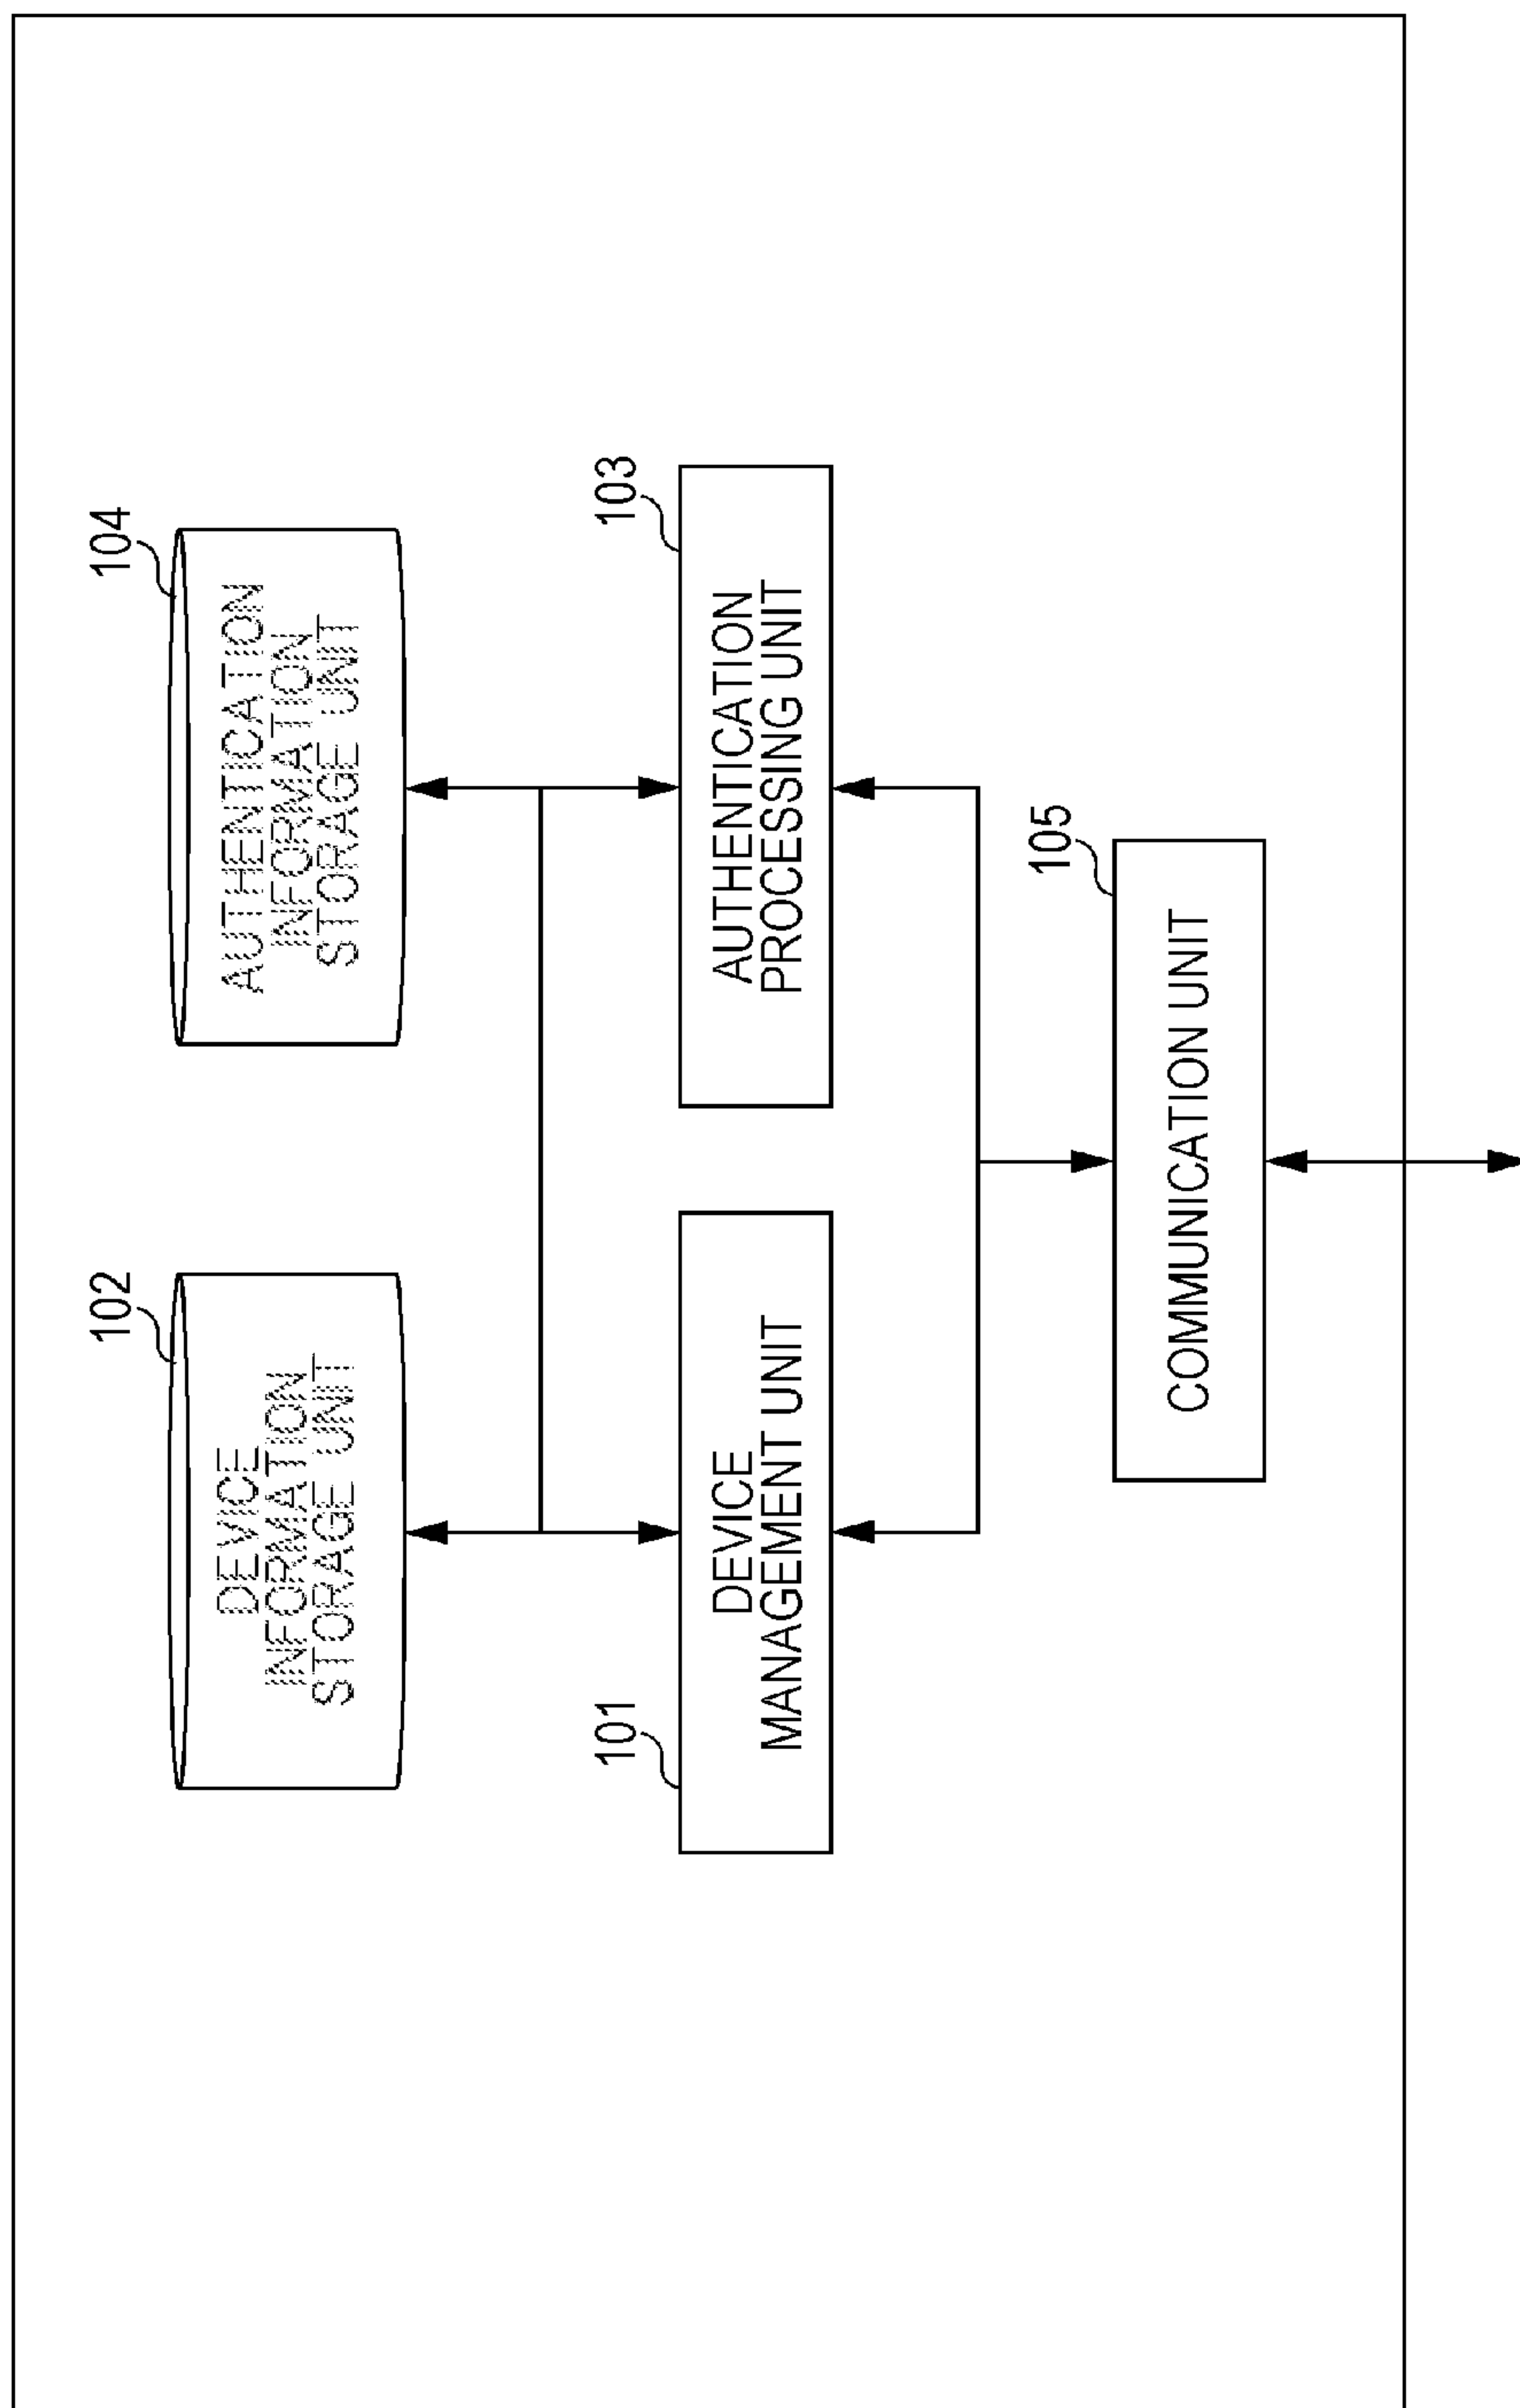 102
DEVICE
INFORMATION
STORAGE UNIT
104
AUTHENTICATION
INFORMATION
STORAGE UNIT
101
DEVICE
MANAGEMENT UNIT
103
AUTHENTICATION
PROCESSING UNIT
105
COMMUNICATION UNIT